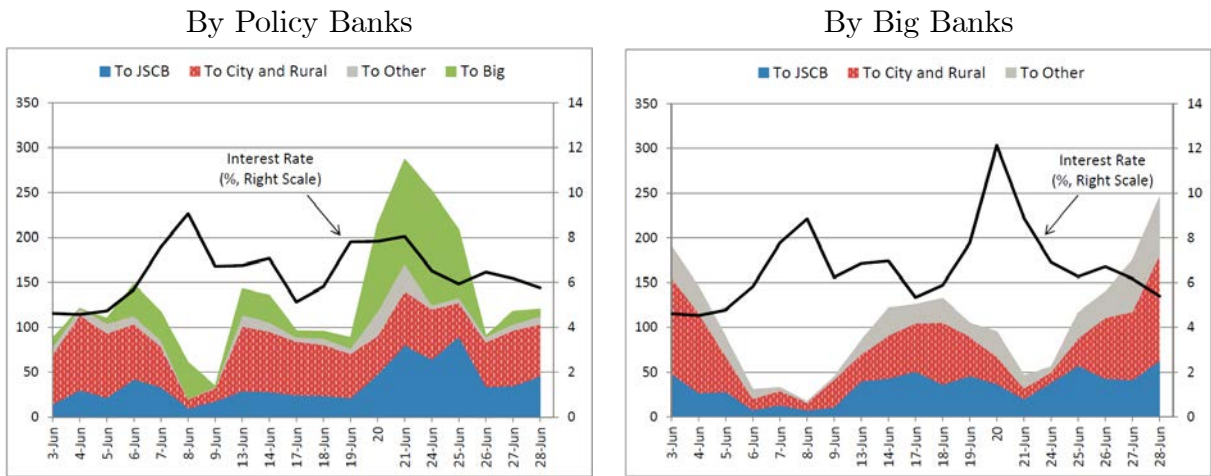 By Policy Banks
To JSCB To City and Rural To Other To Big
350
300
250
200
150
100
50
0
14
12
10
8
6
4
2
0
Interest Rate
(%, Right Scale)
3-Jun
4-Jun
5-Jun
6-Jun
7-Jun
8-Jun
9-Jun
13-Jun
14-Jun
17-Jun
18-Jun
19-Jun
20
21-Jun
24-Jun
25-Jun
26-Jun
27-Jun
28-Jun
By Big Banks
To JSCB To City and Rural To Other
350
300
250
200
150
100
50
0
14
12
10
8
6
4
2
0
Interest Rate
(%, Right Scale)
3-Jun
4-Jun
5-Jun
6-Jun
7-Jun
8-Jun
9-Jun
13-Jun
14-Jun
17-Jun
18-Jun
19-Jun
20
21-Jun
24-Jun
25-Jun
26-Jun
27-Jun
28-Jun